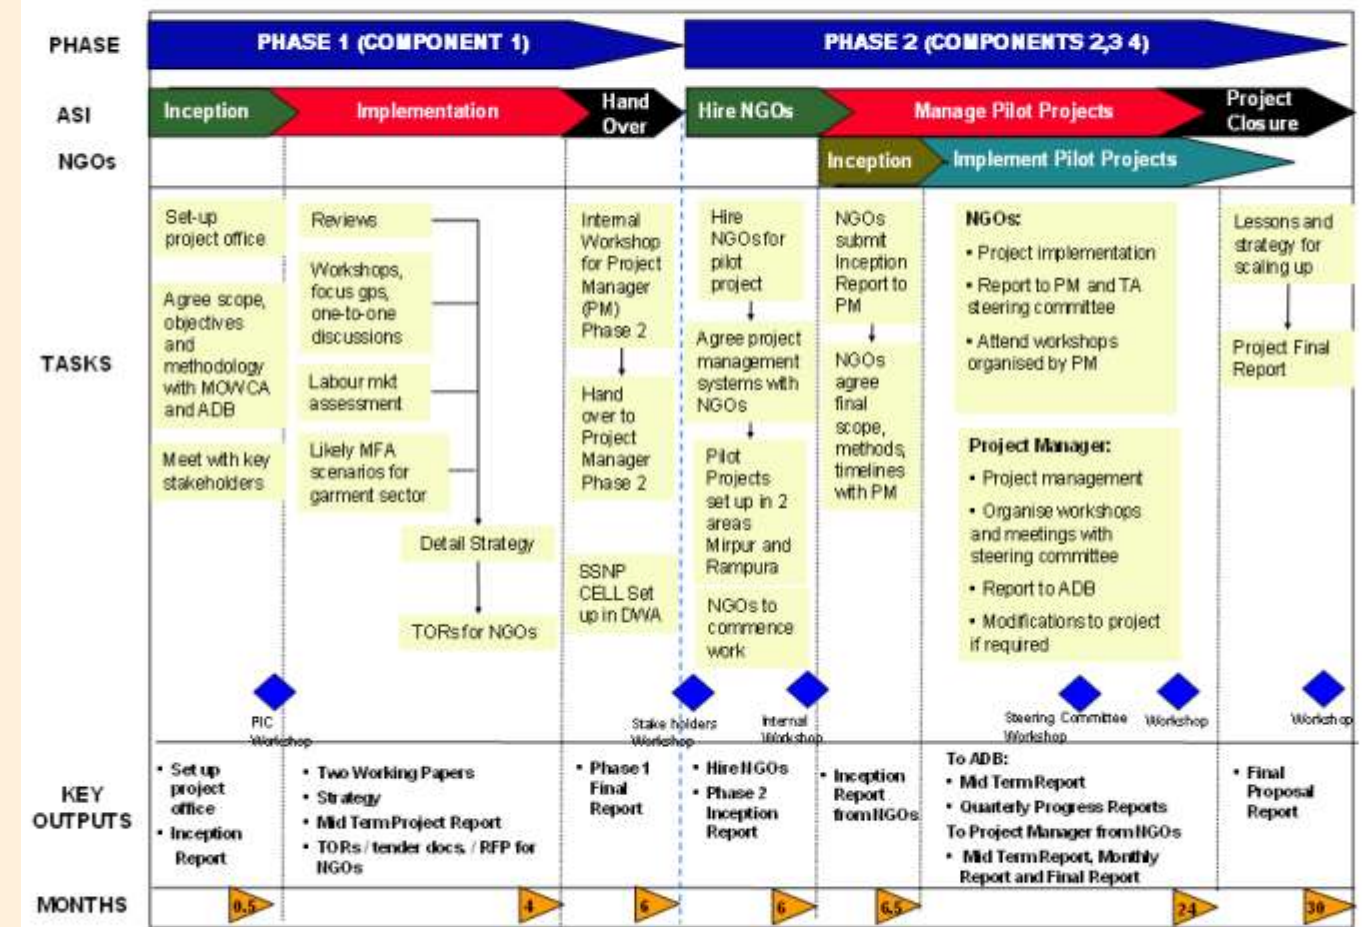 PHASE
PHASE 1 (COMPONENT 1)
PHASE 2 (COMPONENTS 2,3 4)
ASI
Inception
Implementation
Hand
Over
Hire NGOs
Manage Pilot Projects
Project
Closure
NGOs
Inception
Implement Pilot Projects
TASKS
Set-up
project office
Agree scope,
objectives
and
methodology
with MOWCA
and ADB
Meet with key
stakeholders
Reviews
Workshops,
focus gps,
one-to-one
discussions
Labour mkt
assessment
Likely MFA
scenarios for
garment sector
Detail Strategy
TORs for NGOs
Internal
Workshop
for Project
Manager
(PM)
Phase 2
Hand
over to
Project
Manager
Phase 2
SSNP
CELL Set
up in DWA
Hire
NGOs for
pilot
project
Agree project
management
systems with
NGOs
Pilot
Projects
set up in 2
areas
Mirpur and
Rampura
NGOs to
commence
work
NGOs
submit
Inception
Report to
PM
NGOs
agree
final
scope,
methods,
timelines
with PM
NGOs:
• Project implementation
• Report to PM and TA
steering committee
• Attend workshops
organised by PM
Project Manager:
• Project management
• Organise workshops
and meetings with
steering committee
• Report to ADB
• Modifications to project
if required
Lessons and
strategy for
scaling up
Project Final
Report
PIC
Workshop
Stake holders
Workshop
Internal
Workshop
Steering Committee
Workshop
Workshop
Workshop
KEY
OUTPUTS
• Set up
project
office
• Inception
Report
• Two Working Papers
• Strategy
• Mid Term Project Report
• TORs / tender docs. / RFP for
NGOs
• Phase 1
Final
Report
• Hire NGOs
• Phase 2
Inception
Report
• Inception
Report
from NGOs
To ADB:
• Mid Term Report
• Quarterly Progress Reports
To Project Manager from NGOs
• Mid Term Report, Monthly
Report and Final Report
• Final
Proposal
Report
MONTHS
0.5
4
6
6
6.5
24
30